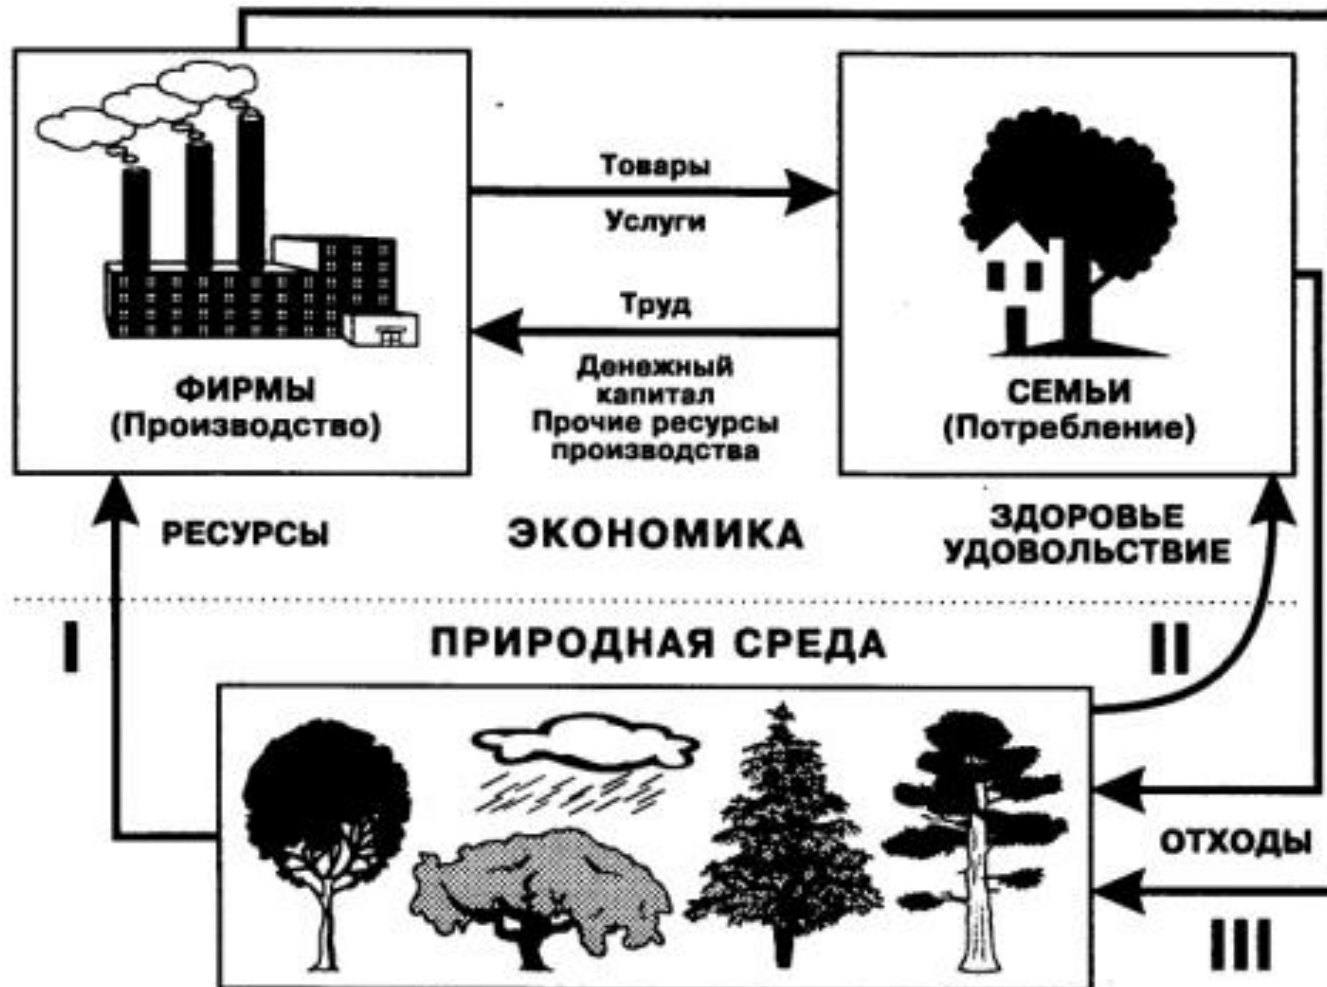 Товары
Услуги
Труд
Денежный
капитал
Прочие ресурсы
производства
ФИРМЫ
(Производство)
СЕМЬИ
(Потребление)
РЕСУРСЫ
ЭКОНОМИКА
ЗДОРОВЬЕ
УДОВОЛЬСТВИЕ
I
ПРИРОДНАЯ СРЕДА
II
ОТХОДЫ
III